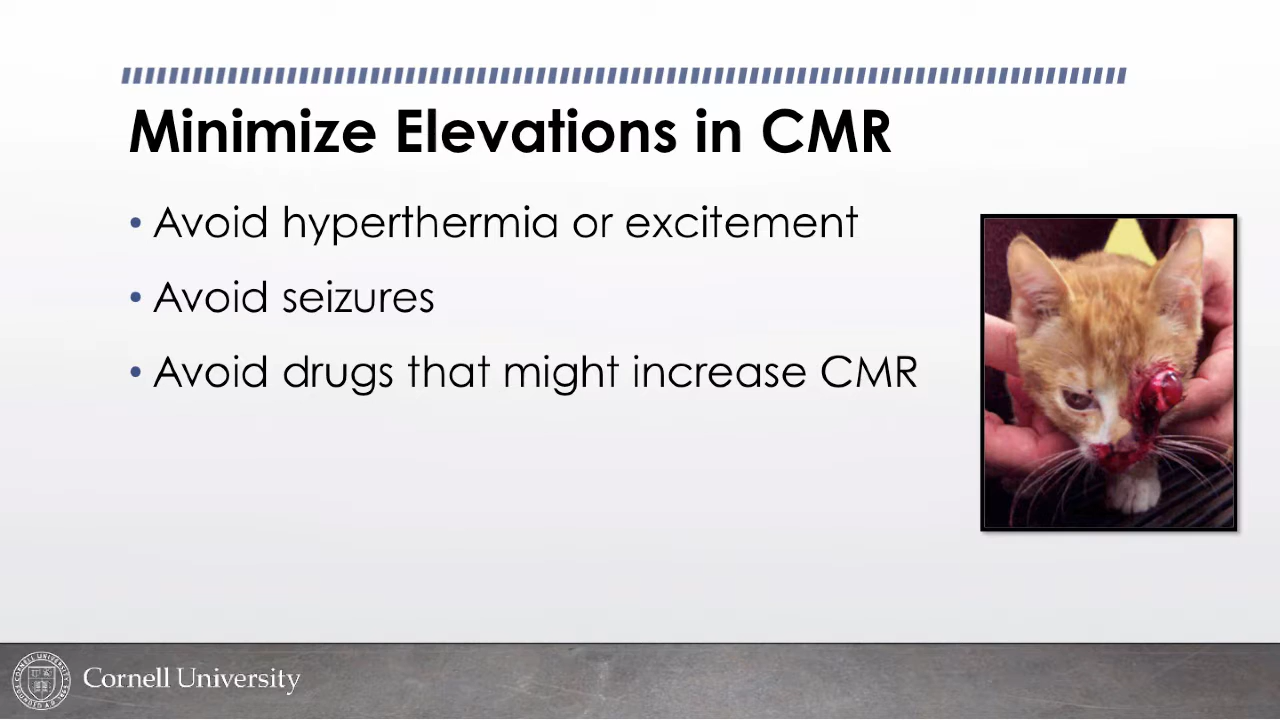 Minimize Elevations in CMR
• Avoid hyperthermia or excitement
• Avoid seizures
• Avoid drugs that might increase CMR
Cornell University